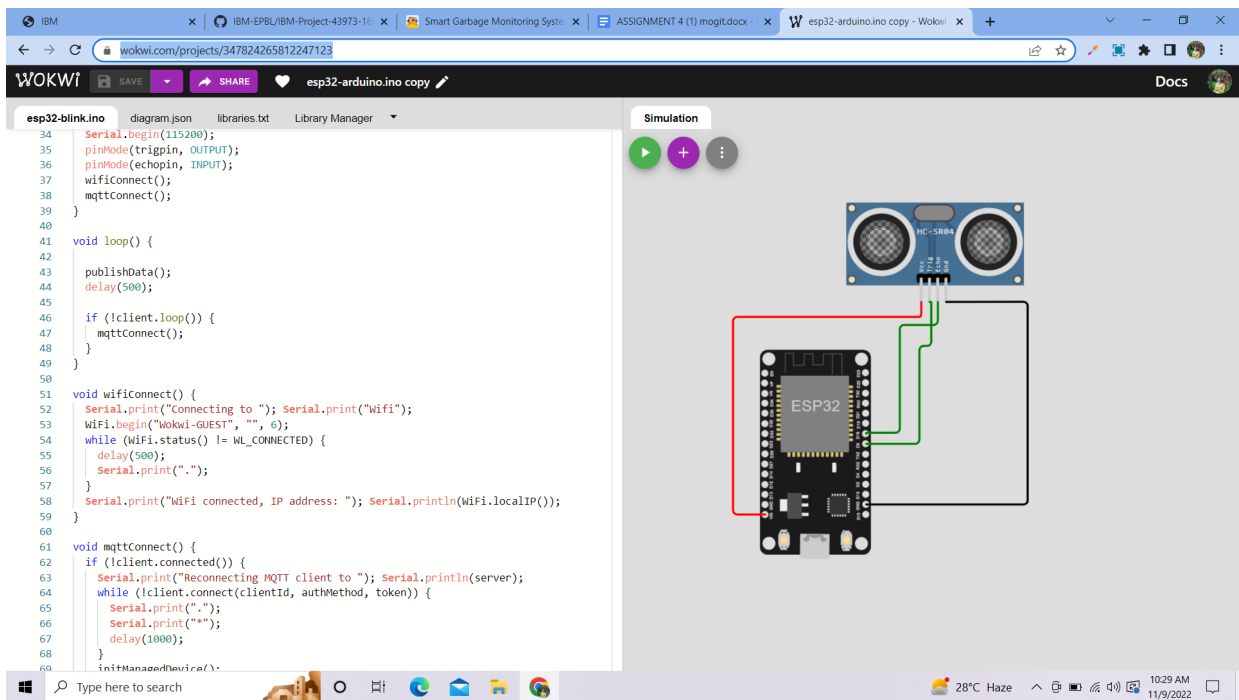 IBM
IBM-EPBL/IBM-Project-43973-16
Smart Garbage Monitoring Syste
ASSIGNMENT 4 (1) mogit.docx -
esp32-arduino.ino copy - Wokwi
wokwi.com/projects/347824265812247123
WOKWI
SAVE
SHARE
esp32-arduino.ino copy
Docs
esp32-blink.ino
diagram.json
libraries.txt
Library Manager
Simulation
34 Serial.begin(115200);
35 pinMode(trigpin, OUTPUT);
36 pinMode(echopin, INPUT);
37 wifiConnect();
38 mqttConnect();
39 }
40
41 void loop() {
42
43 publishData();
44 delay(500);
45
46 if (!client.loop()) {
47 mqttConnect();
48 }
49 }
50
51 void wifiConnect() {
52 Serial.print("Connecting to "); Serial.print("Wifi");
53 WiFi.begin("Wokwi-GUEST", "", 6);
54 while (WiFi.status() != WL_CONNECTED) {
55 delay(500);
56 Serial.print(".");
57 }
58 Serial.print("WiFi connected, IP address: "); Serial.println(WiFi.localIP());
59 }
60
61 void mqttConnect() {
62 if (!client.connected()) {
63 Serial.print("Reconnecting MQTT client to "); Serial.println(server);
64 while (!client.connect(clientId, authMethod, token)) {
65 Serial.print(".");
66 Serial.print("*");
67 delay(1000);
68 }
69 initManagedDevice();
HC-SR04
Vcc
Trig
Echo
Gnd
ESP32
Type here to search
28°C Haze
10:29 AM
11/9/2022